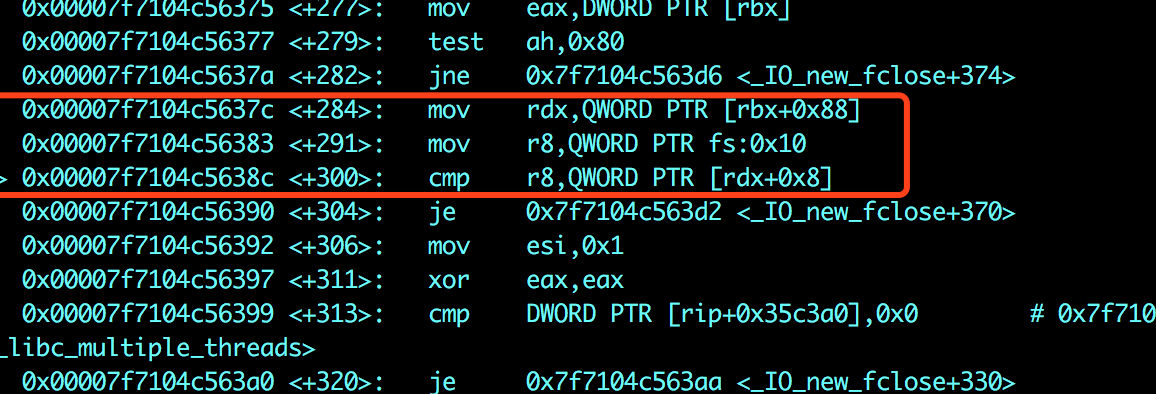 0x00007f7104c56375 <+277>: mov eax,DWORD PTR [rbx]
0x00007f7104c56377 <+279>: test ah,0x80
0x00007f7104c5637a <+282>: jne 0x7f7104c563d6 <_IO_new_fclose+374>
0x00007f7104c5637c <+284>: mov rdx,QWORD PTR [rbx+0x88]
0x00007f7104c56383 <+291>: mov r8,QWORD PTR fs:0x10
> 0x00007f7104c5638c <+300>: cmp r8,QWORD PTR [rdx+0x8]
0x00007f7104c56390 <+304>: je 0x7f7104c563d2 <_IO_new_fclose+370>
0x00007f7104c56392 <+306>: mov esi,0x1
0x00007f7104c56397 <+311>: xor eax,eax
0x00007f7104c56399 <+313>: cmp DWORD PTR [rip+0x35c3a0],0x0 # 0x7f710
_libc_multiple_threads>
0x00007f7104c563a0 <+320>: je 0x7f7104c563aa <_IO_new_fclose+330>